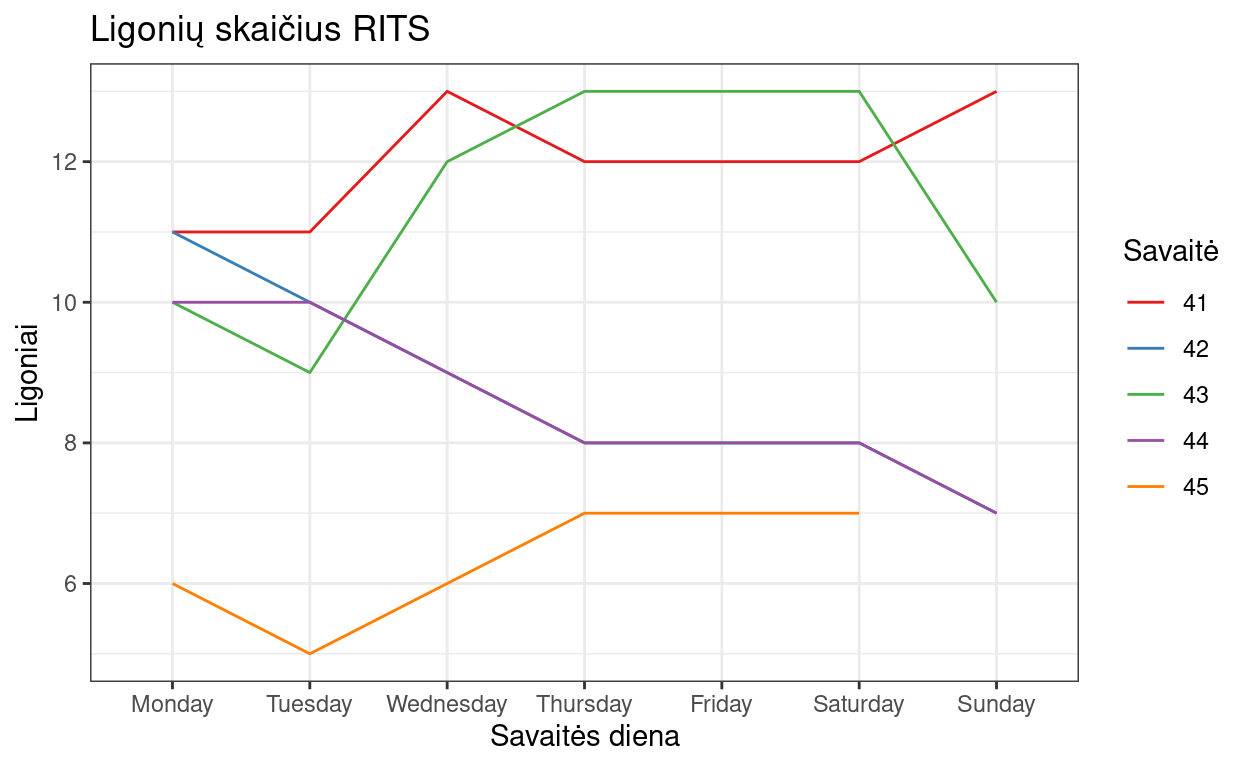 Ligonių skaičius RITS
Ligoniai
12
10
8
6
Monday Tuesday Wednesday Thursday Friday Saturday Sunday
Savaitės diena
Savaitė
41
42
43
44
45